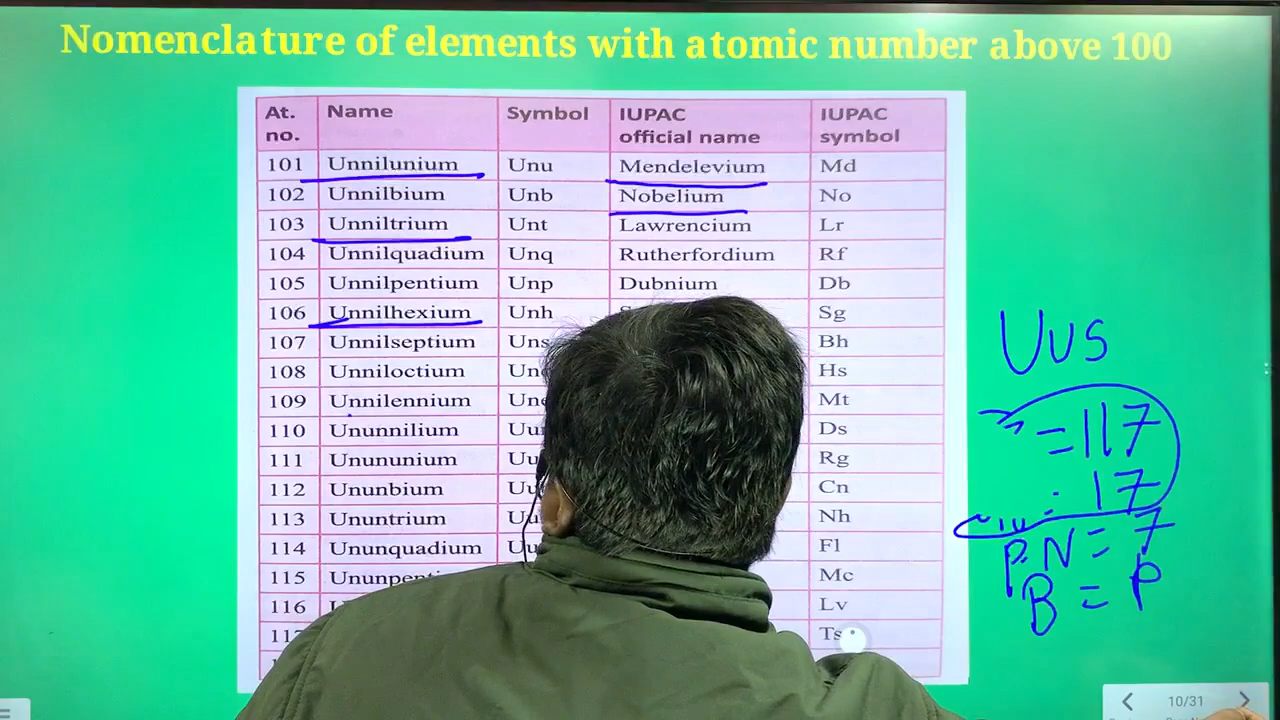 Nomenclature of elements with atomic number above 100
At. no. Name Symbol IUPAC official name IUPAC symbol
101 Unnilunium Unu Mendelevium Md
102 Unnilbium Unb Nobelium No
103 Unniltrium Unt Lawrencium Lr
104 Unnilquadium Unq Rutherfordium Rf
105 Unnilpentium Unp Dubnium Db
106 Unnilhexium Unh Sg
107 Unnilseptium Uns Bh
108 Unniloctium Hs
109 Unnilennium Mt
110 Ununnilium Ds
111 Unununium Rg
112 Ununbium Cn
113 Ununtrium Nh
114 Ununquadium Fl
115 Mc
116 Lv
Ts
Uus
=117
17
P N = 7
B = P
10/31